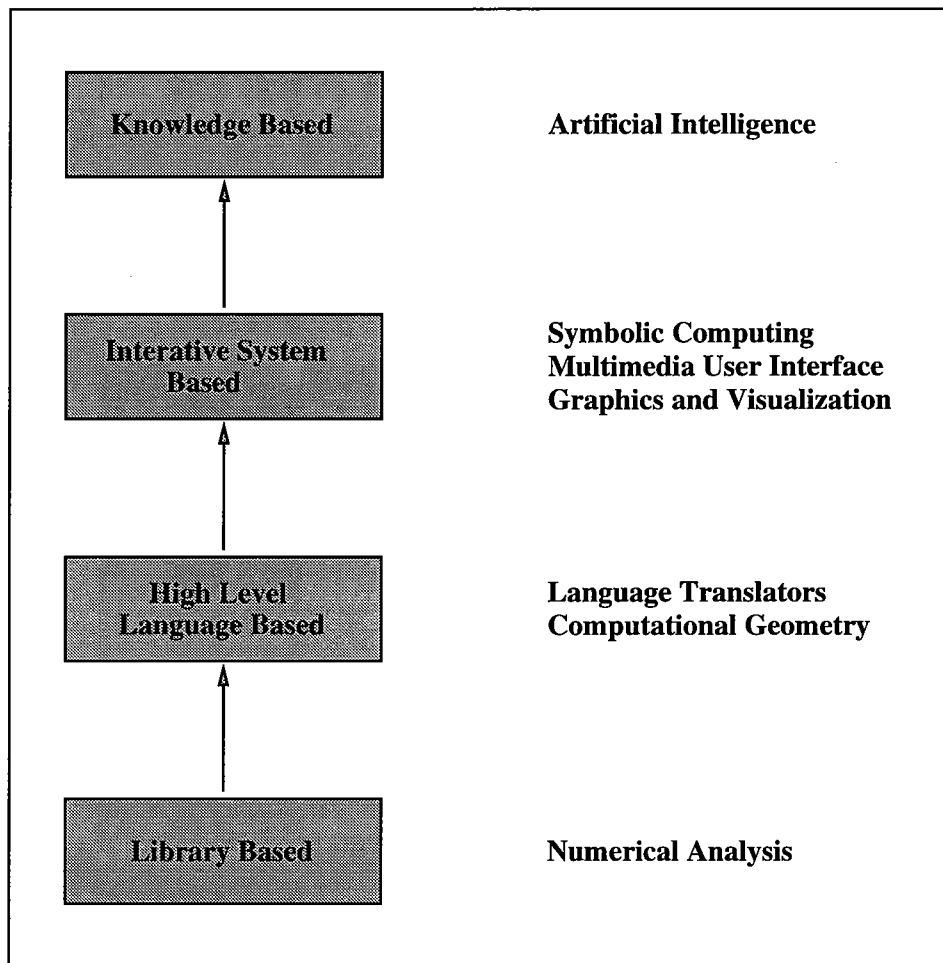 Knowledge Based
Artificial Intelligence
Interative System
Based
Symbolic Computing
Multimedia User Interface
Graphics and Visualization
High Level
Language Based
Language Translators
Computational Geometry
Library Based
Numerical Analysis